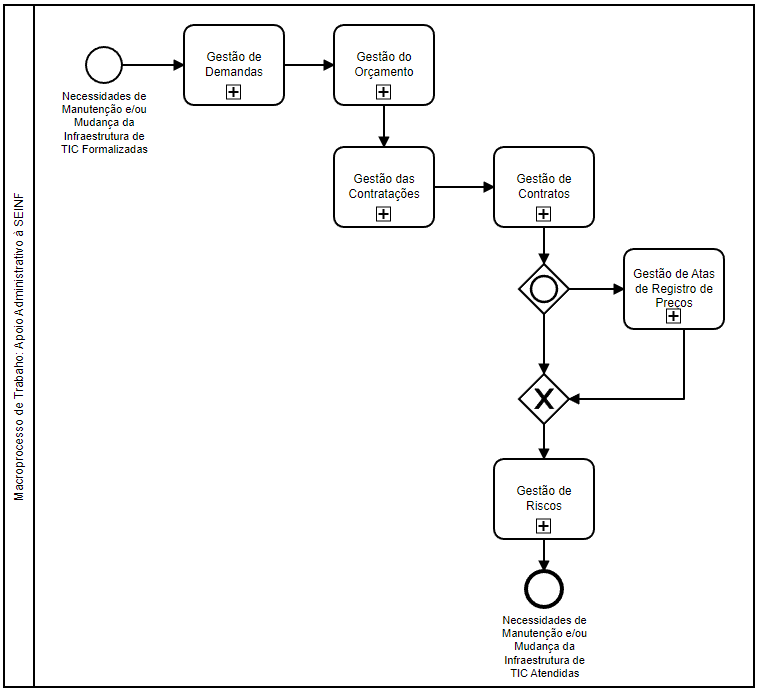 Macroprocesso de Trabaho: Apoio Administrativo à SEINF
Necessidades de
Manutenção e/ou
Mudança da
Infraestrutura de
TIC Formalizadas
Gestão de
Demandas
Gestão do
Orçamento
Gestão das
Contratações
Gestão de
Contratos
Gestão de Atas
de Registro de
Preços
X
Gestão de
Riscos
Necessidades de
Manutenção e/ou
Mudança da
Infraestrutura de
TIC Atendidas